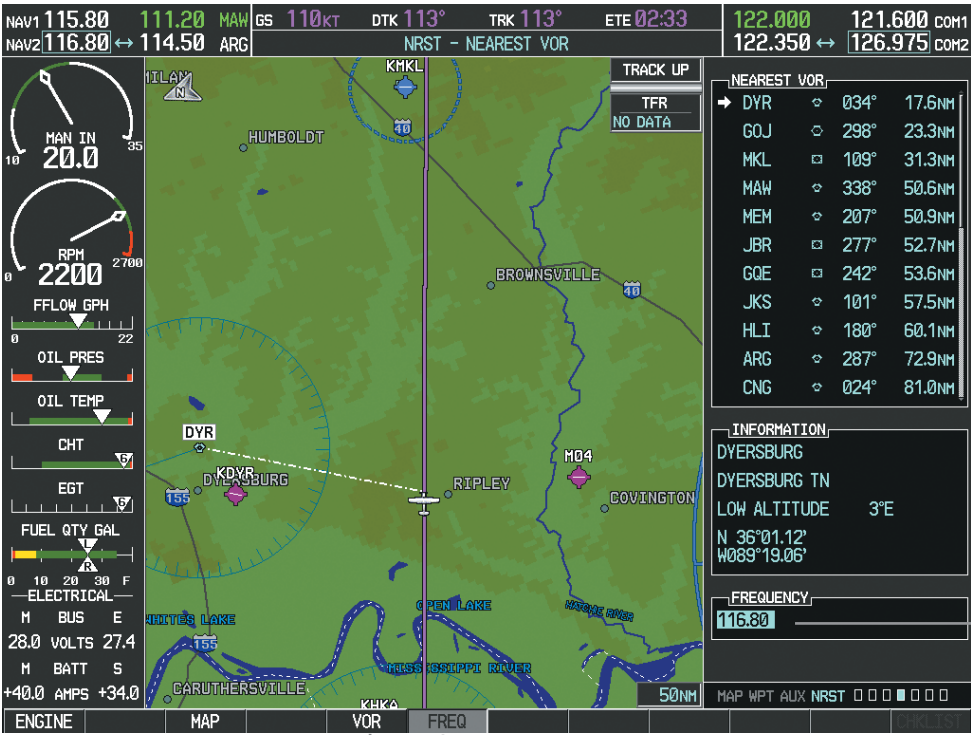 NAV1 115.80 111.20 MAW
NAV2 116.80 ↔ 114.50 ARG
GS 110KT DTK 113° TRK 113° ETE 02:33
NRST – NEAREST VOR
122.000 121.600 COM1
122.350 ↔ 126.975 COM2
MAN IN
20.0
10 35
RPM
2200
0 2700
FFLOW GPH
0 22
OIL PRES
OIL TEMP
CHT
6
EGT
6
FUEL QTY GAL
L
R
0 10 20 30 F
ELECTRICAL
M BUS E
28.0 VOLTS 27.4
M BATT S
+40.0 AMPS +34.0
MILAN
N
KMKL
TRACK UP
TFR
NO DATA
40
HUMBOLDT
BROWNSVILLE
40
DYR
KDYR
DYERSBURG
155
RIPLEY
M04
COVINGTON
OPEN LAKE
HATCHIE RIVER
WHITES LAKE
155
MISSISSIPPI RIVER
CARUTHERSVILLE
KHKA
50NM
NEAREST VOR
DYR 034° 17.6NM
GOJ 298° 23.3NM
MKL 109° 31.3NM
MAW 338° 50.6NM
MEM 207° 50.9NM
JBR 277° 52.7NM
GQE 242° 53.6NM
JKS 101° 57.5NM
HLI 180° 60.1NM
ARG 287° 72.9NM
CNG 024° 81.0NM
INFORMATION
DYERSBURG
DYERSBURG TN
LOW ALTITUDE 3°E
N 36°01.12'
W089°19.06'
FREQUENCY
116.80
MAP WPT AUX NRST
ENGINE MAP VOR FREQ CHKLIST